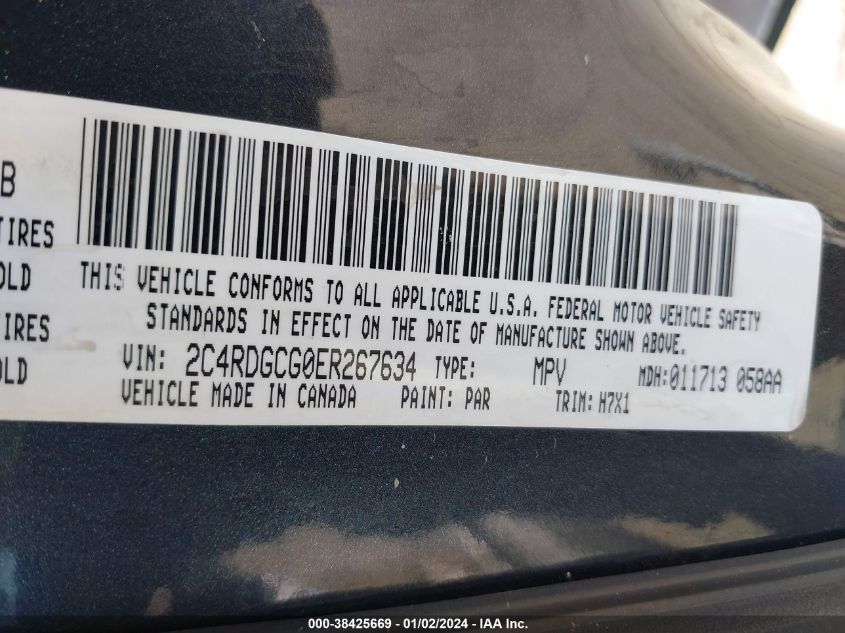 B
TIRES
OLD
TIRES
OLD
THIS VEHICLE CONFORMS TO ALL APPLICABLE U.S.A. FEDERAL MOTOR VEHICLE SAFETY
STANDARDS IN EFFECT ON THE DATE OF MANUFACTURE SHOWN ABOVE.
VIN: 2C4RDGCG0ER267634 TYPE: MPV MDH:011713 058AA
VEHICLE MADE IN CANADA PAINT: PAR TRIM: H7X1
000-38425669 | 01/02/2024 - IAA Inc.